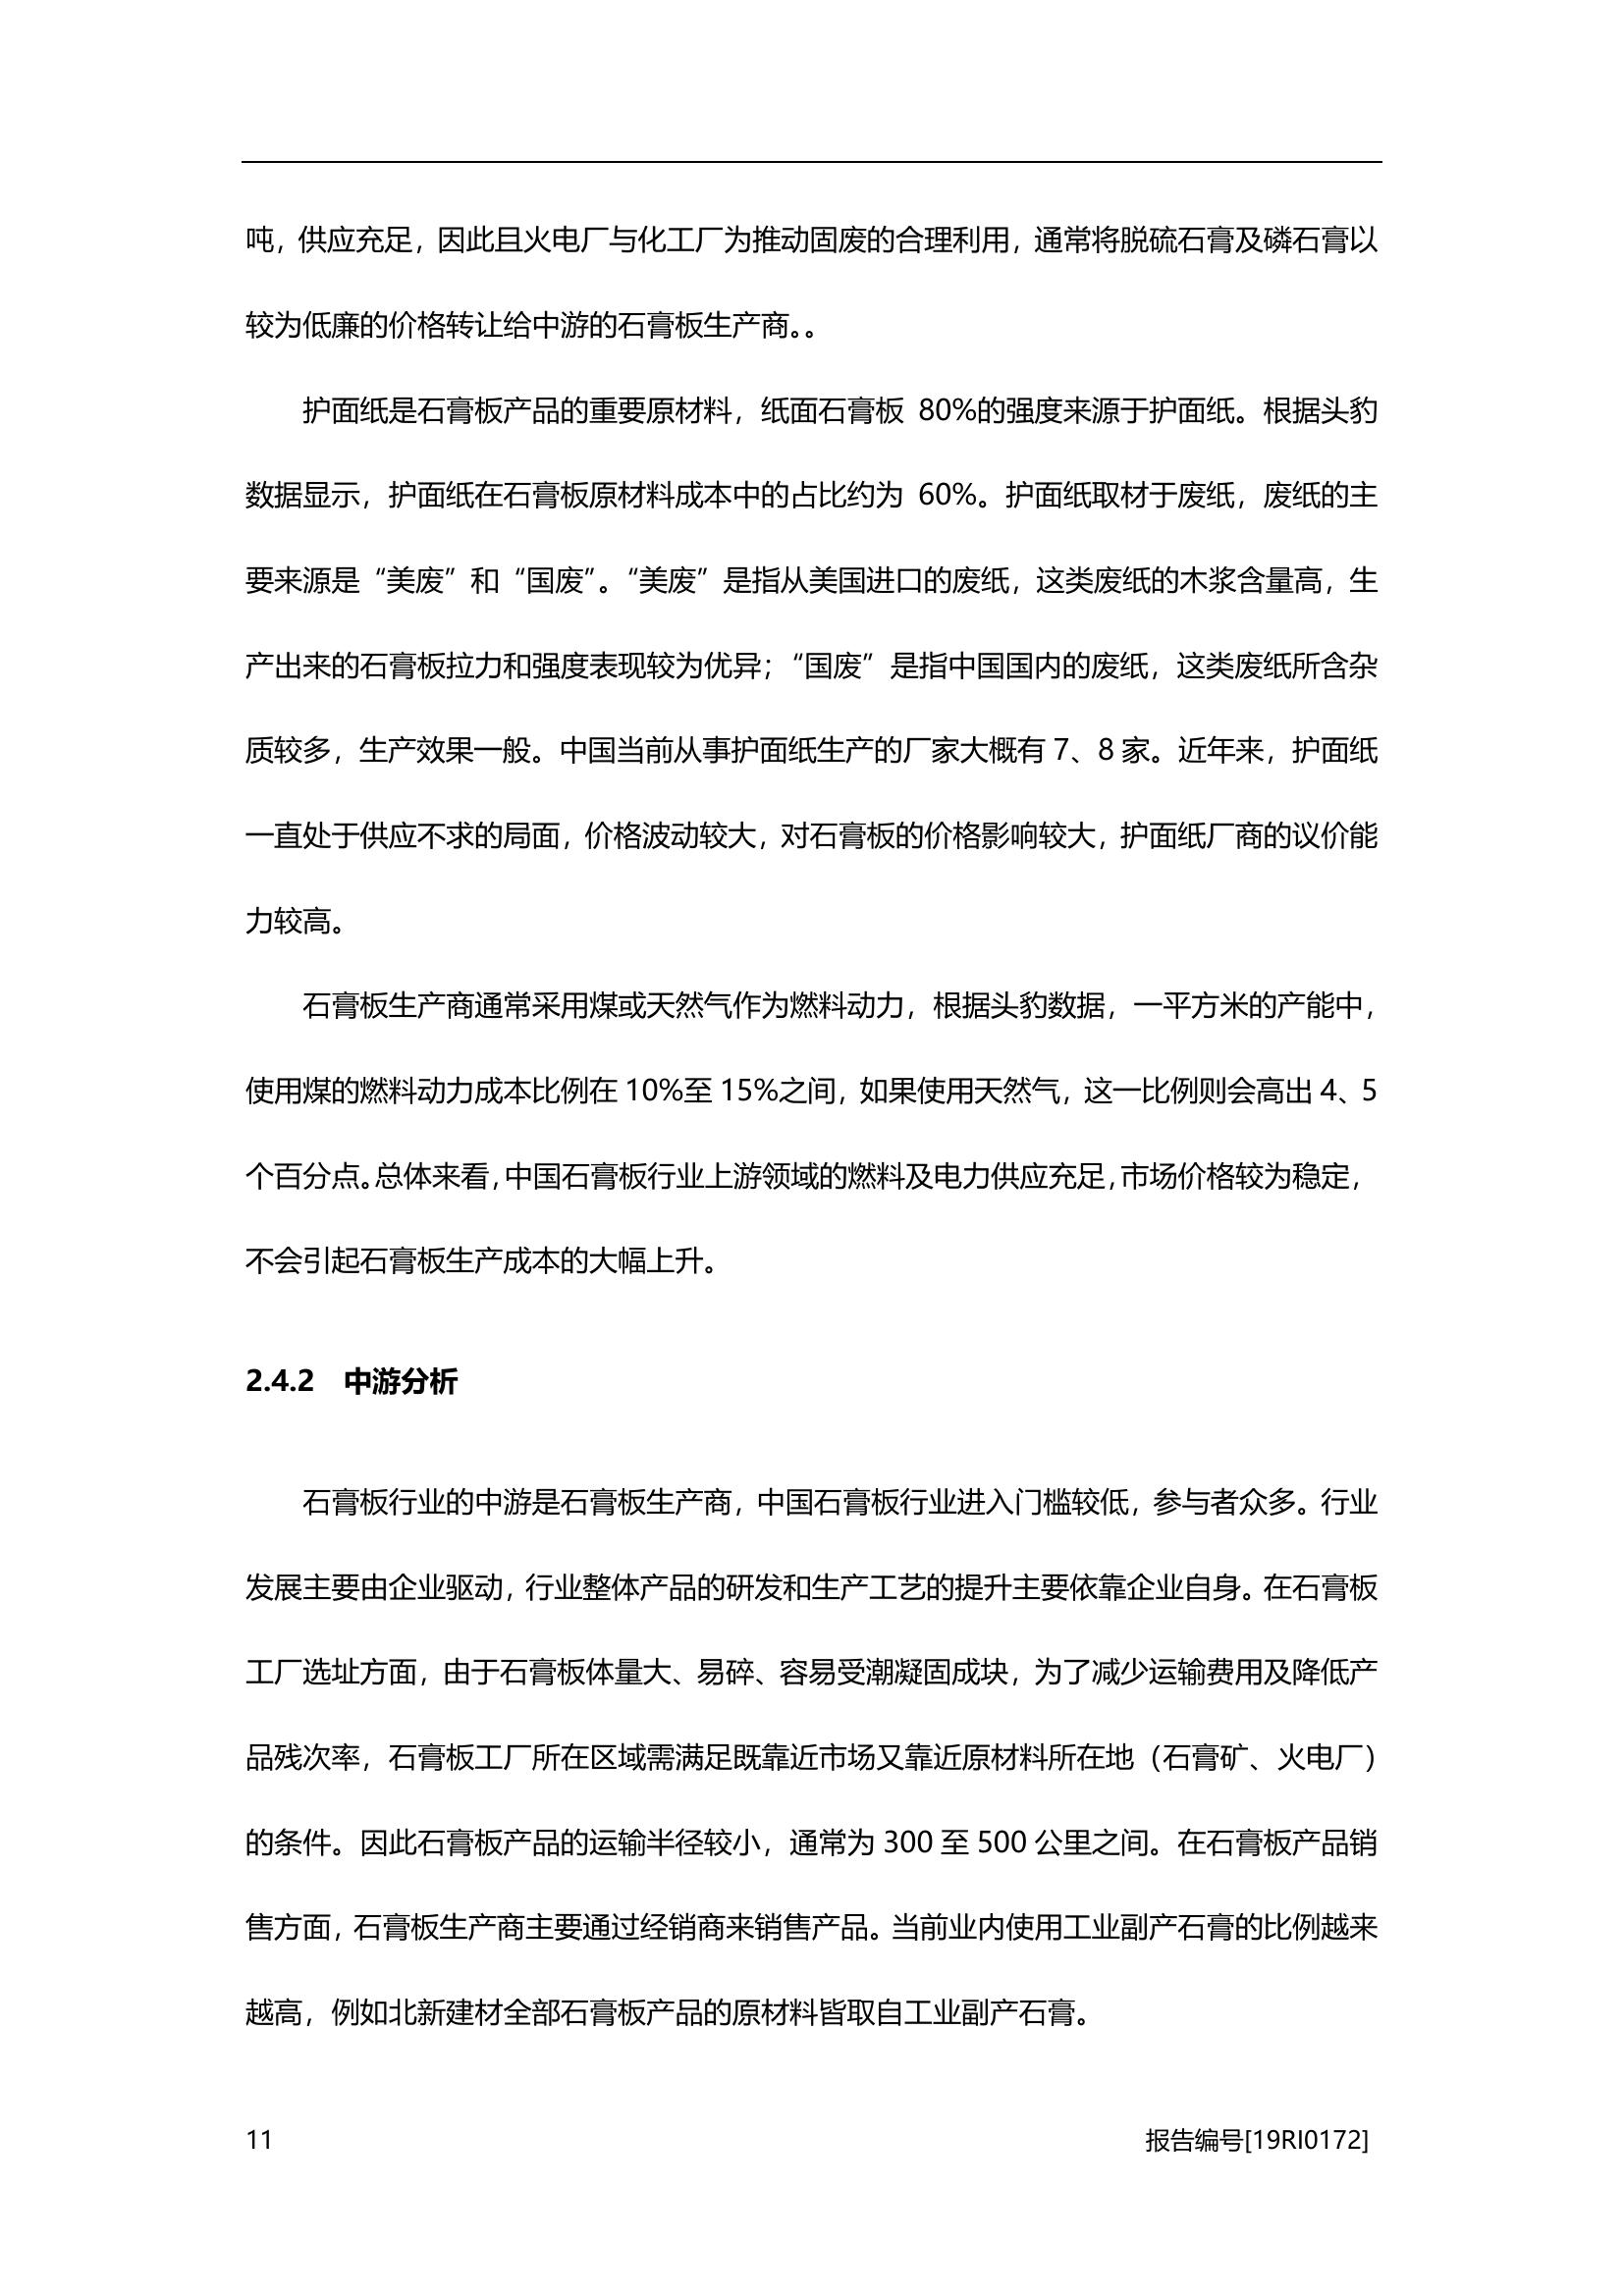 吨，供应充足，因此且火电厂与化工厂为推动固废的合理利用，通常将脱硫石膏及磷石膏以
较为低廉的价格转让给中游的石膏板生产商。。
护面纸是石膏板产品的重要原材料，纸面石膏板 80%的强度来源于护面纸。根据头豹
数据显示，护面纸在石膏板原材料成本中的占比约为 60%。护面纸取材于废纸，废纸的主
要来源是“美废”和“国废”。“美废”是指从美国进口的废纸，这类废纸的木浆含量高，生
产出来的石膏板拉力和强度表现较为优异；“国废”是指中国国内的废纸，这类废纸所含杂
质较多，生产效果一般。中国当前从事护面纸生产的厂家大概有 7、8 家。近年来，护面纸
一直处于供应不求的局面，价格波动较大，对石膏板的价格影响较大，护面纸厂商的议价能
力较高。
石膏板生产商通常采用煤或天然气作为燃料动力，根据头豹数据，一平方米的产能中，
使用煤的燃料动力成本比例在 10%至 15%之间，如果使用天然气，这一比例则会高出 4、5
个百分点。总体来看，中国石膏板行业上游领域的燃料及电力供应充足，市场价格较为稳定，
不会引起石膏板生产成本的大幅上升。
2.4.2 中游分析
石膏板行业的中游是石膏板生产商，中国石膏板行业进入门槛较低，参与者众多。行业
发展主要由企业驱动，行业整体产品的研发和生产工艺的提升主要依靠企业自身。在石膏板
工厂选址方面，由于石膏板体量大、易碎、容易受潮凝固成块，为了减少运输费用及降低产
品残次率，石膏板工厂所在区域需满足既靠近市场又靠近原材料所在地（石膏矿、火电厂）
的条件。因此石膏板产品的运输半径较小，通常为 300 至 500 公里之间。在石膏板产品销
售方面，石膏板生产商主要通过经销商来销售产品。当前业内使用工业副产石膏的比例越来
越高，例如北新建材全部石膏板产品的原材料皆取自工业副产石膏。
11 报告编号[19RI0172]